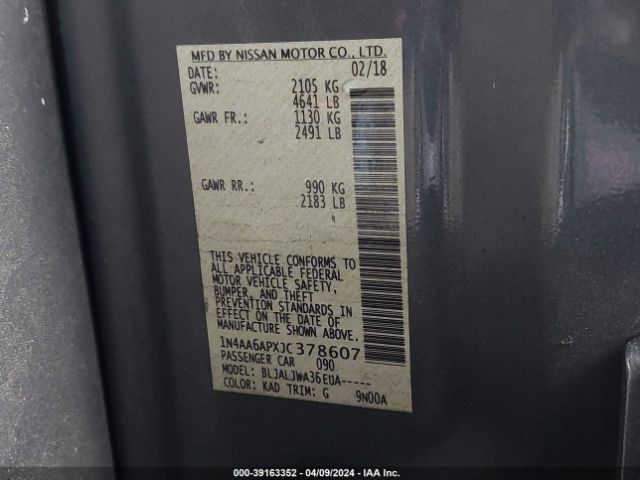 MFD BY NISSAN MOTOR CO., LTD.
DATE: 02/18
GVWR: 2105 KG
4641 LB
GAWR FR.: 1130 KG
2491 LB
GAWR RR.: 990 KG
2183 LB
THIS VEHICLE CONFORMS TO
ALL APPLICABLE FEDERAL
MOTOR VEHICLE SAFETY,
BUMPER, AND THEFT
PREVENTION STANDARDS IN
EFFECT ON THE DATE OF
MANUFACTURE SHOWN ABOVE.
1N4AA6APXJC378607
PASSENGER CAR 090
MODEL: BLJALJWA36EUA-----
COLOR: KAD TRIM: G 9N00A
000-39163352 / 04/09/2024 - IAA Inc.